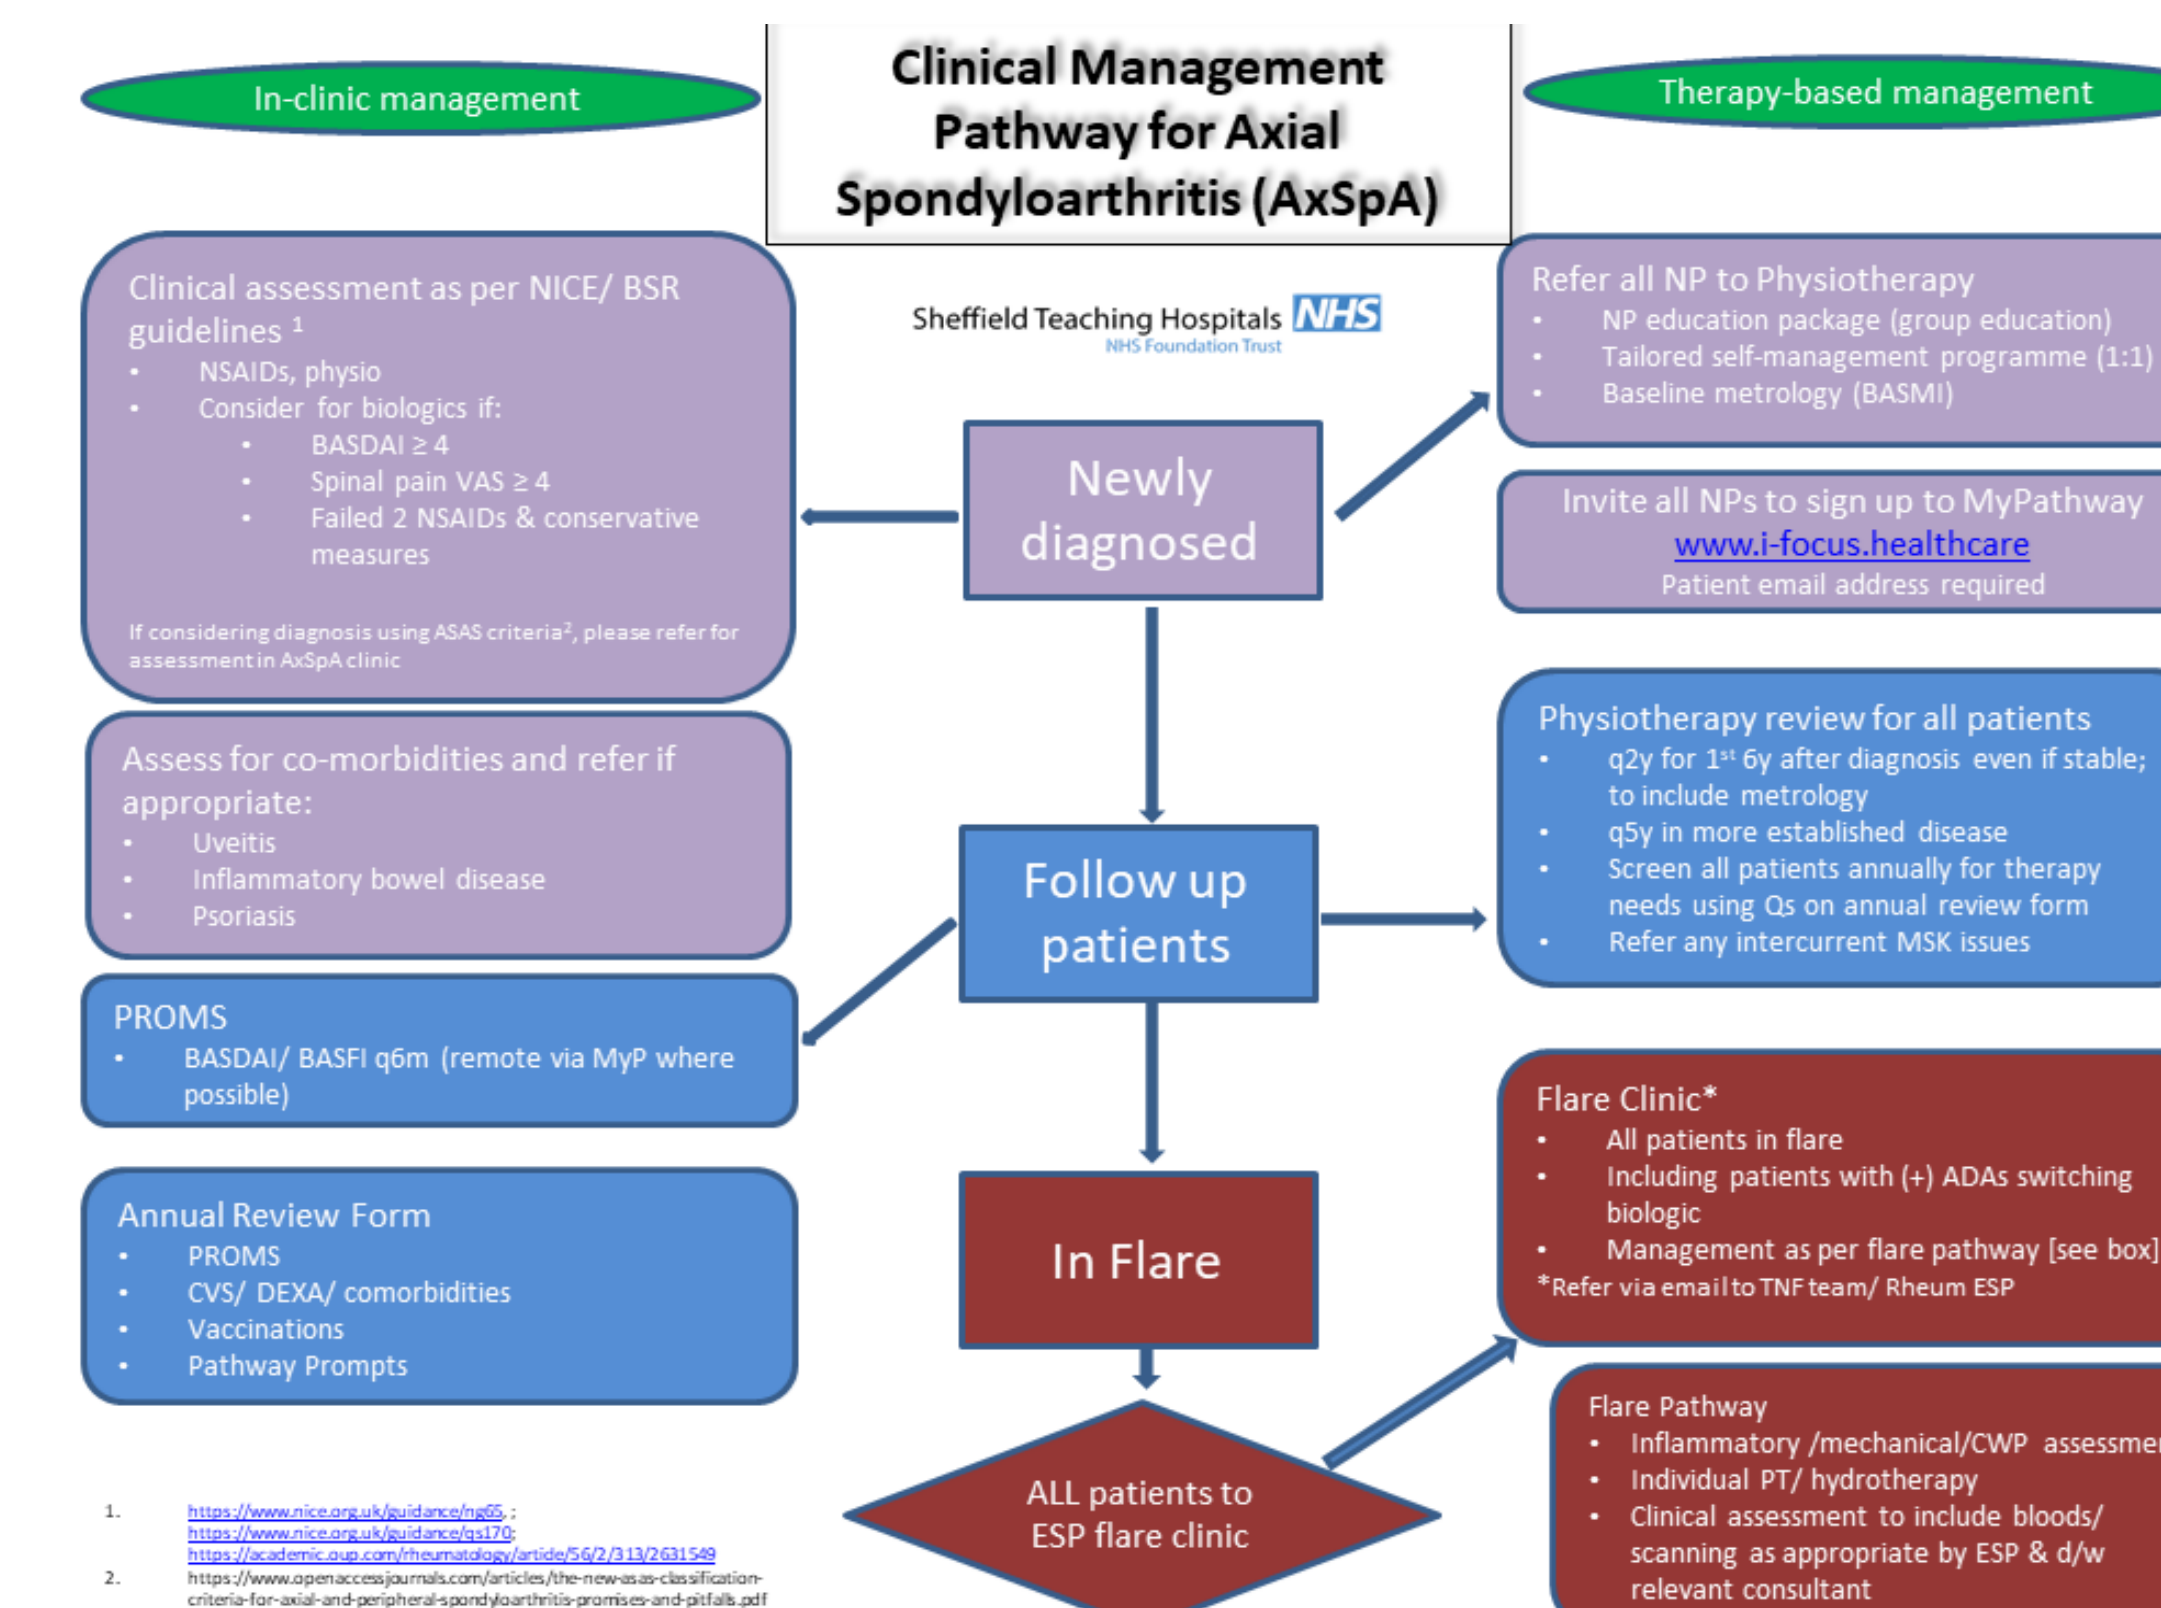 In-clinic management
Clinical Management
Pathway for Axial
Spondyloarthritis (AxSpA)
Therapy-based management
Sheffield Teaching Hospitals NHS
NHS Foundation Trust
Clinical assessment as per NICE/ BSR
guidelines 1
• NSAIDs, physio
• Consider for biologics if:
• BASDAI ≥ 4
• Spinal pain VAS ≥ 4
• Failed 2 NSAIDs & conservative
measures
If considering diagnosis using ASAS criteria2, please refer for
assessment in AxSpA clinic
Assess for co-morbidities and refer if
appropriate:
• Uveitis
• Inflammatory bowel disease
• Psoriasis
PROMS
• BASDAI/ BASFI q6m (remote via MyP where
possible)
Annual Review Form
• PROMS
• CVS/ DEXA/ comorbidities
• Vaccinations
• Pathway Prompts
1. https://www.nice.org.uk/guidance/ng65, ;
https://www.nice.org.uk/guidance/qs170;
https://academic.oup.com/rheumatology/article/56/2/313/2631549
2. https://www.openaccessjournals.com/articles/the-new-asas-classification-
criteria-for-axial-and-peripheral-spondyloarthritis-promises-and-pitfalls.pdf
Newly
diagnosed
Follow up
patients
In Flare
ALL patients to
ESP flare clinic
Refer all NP to Physiotherapy
• NP education package (group education)
• Tailored self-management programme (1:1)
• Baseline metrology (BASMI)
Invite all NPs to sign up to MyPathway
www.i-focus.healthcare
Patient email address required
Physiotherapy review for all patients
• q2y for 1st 6y after diagnosis even if stable;
to include metrology
• q5y in more established disease
• Screen all patients annually for therapy
needs using Qs on annual review form
• Refer any intercurrent MSK issues
Flare Clinic*
• All patients in flare
• Including patients with (+) ADAs switching
biologic
• Management as per flare pathway [see box]
*Refer via email to TNF team/ Rheum ESP
Flare Pathway
• Inflammatory /mechanical/CWP assessmen
• Individual PT/ hydrotherapy
• Clinical assessment to include bloods/
scanning as appropriate by ESP & d/w
relevant consultant